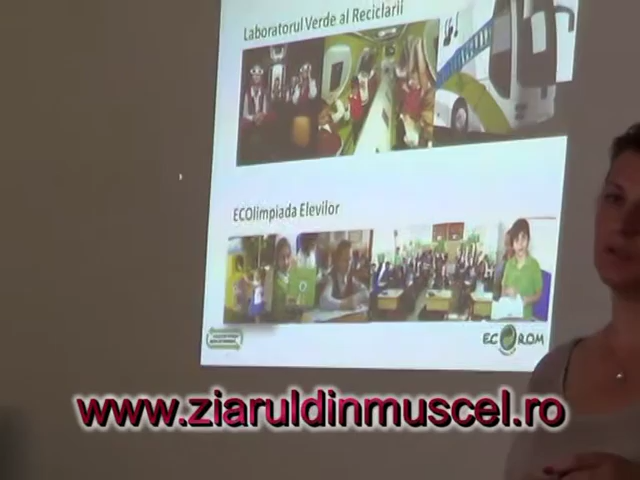 Laboratorul Verde al Reciclarii
ECOlimpiada Elevilor
ECOROM
www.ziaruldinmuscel.ro